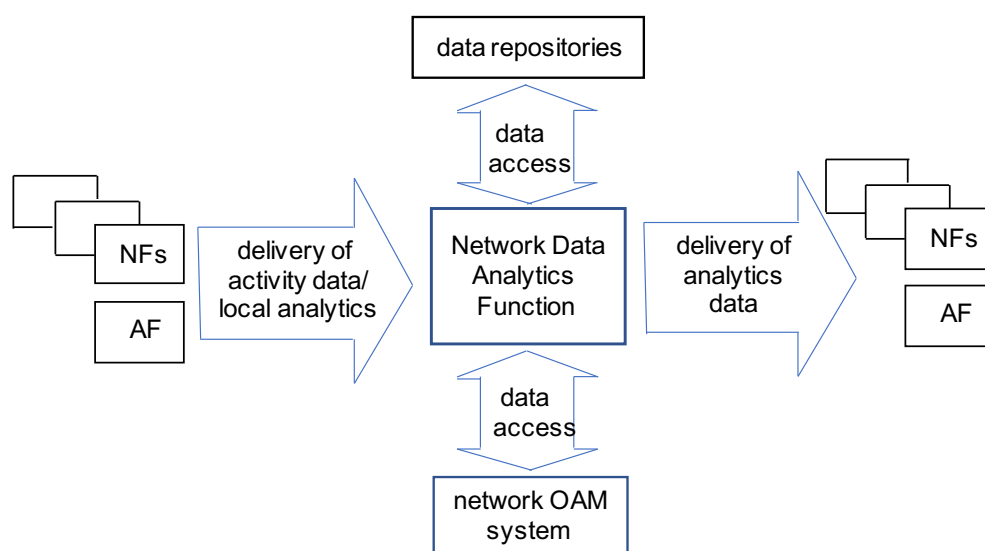 data repositories
data
access
NFs
AF
delivery of
activity data/
local analytics
Network Data
Analytics
Function
delivery of
analytics
data
NFs
AF
data
access
network OAM
system